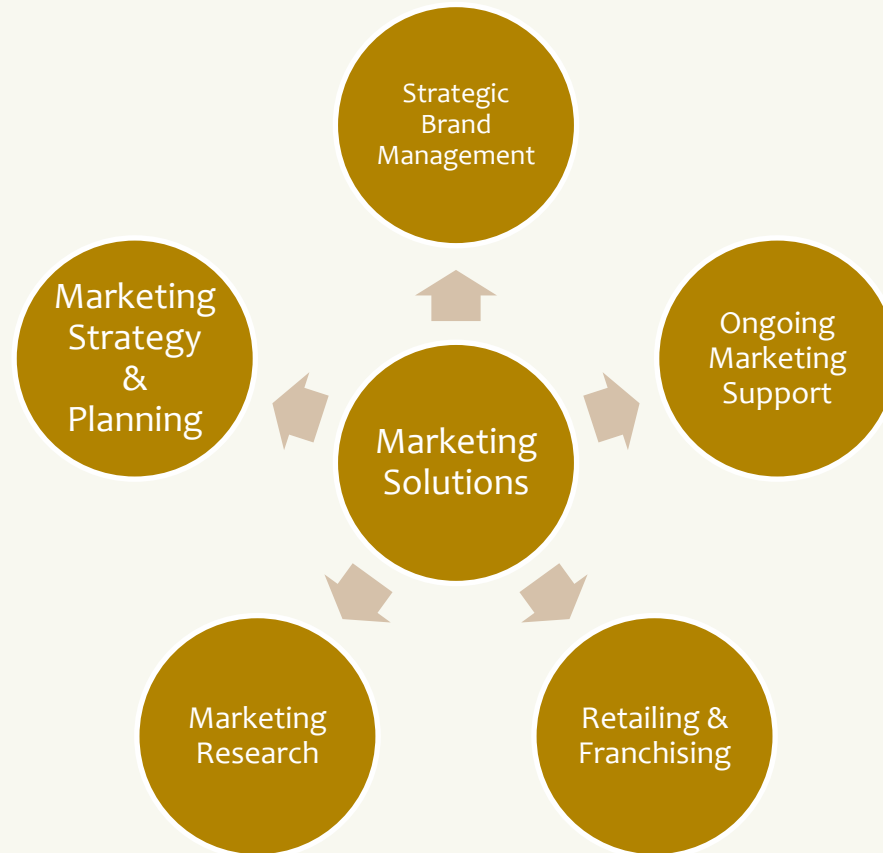 Strategic
Brand
Management
Marketing
Strategy
&
Planning
Ongoing
Marketing
Support
Marketing
Solutions
Marketing
Research
Retailing &
Franchising